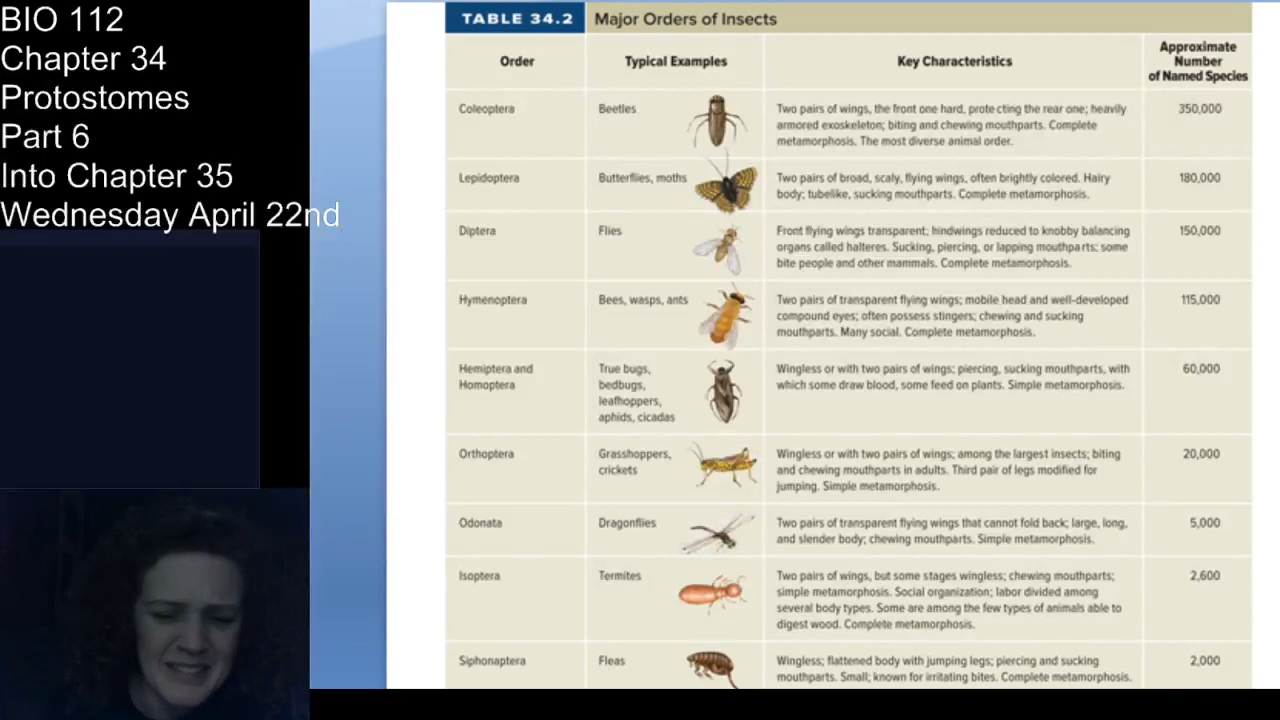 BIO 112
Chapter 34
Protostomes
Part 6
Into Chapter 35
Wednesday April 22nd
TABLE 34.2 Major Orders of Insects
Order
Typical Examples
Key Characteristics
Approximate
Number
of Named Species
Coleoptera
Beetles
Two pairs of wings, the front one hard, protecting the rear one; heavily
armored exoskeleton; biting and chewing mouthparts. Complete
metamorphosis. The most diverse animal order.
350,000
Lepidoptera
Butterflies, moths
Two pairs of broad, scaly, flying wings, often brightly colored. Hairy
body; tubelike, sucking mouthparts. Complete metamorphosis.
180,000
Diptera
Flies
Front flying wings transparent; hindwings reduced to knobby balancing
organs called halteres. Sucking, piercing, or lapping mouthparts; some
bite people and other mammals. Complete metamorphosis.
150,000
Hymenoptera
Bees, wasps, ants
Two pairs of transparent flying wings; mobile head and well-developed
compound eyes; often possess stingers; chewing and sucking
mouthparts. Many social. Complete metamorphosis.
115,000
Hemiptera and
Homoptera
True bugs,
bedbugs,
leafhoppers,
aphids, cicadas
Wingless or with two pairs of wings; piercing, sucking mouthparts, with
which some draw blood, some feed on plants. Simple metamorphosis.
60,000
Orthoptera
Grasshoppers,
crickets
Wingless or with two pairs of wings; among the largest insects; biting
and chewing mouthparts in adults. Third pair of legs modified for
jumping. Simple metamorphosis.
20,000
Odonata
Dragonflies
Two pairs of transparent flying wings that cannot fold back; large, long,
and slender body; chewing mouthparts. Simple metamorphosis.
5,000
Isoptera
Termites
Two pairs of wings, but some stages wingless; chewing mouthparts;
simple metamorphosis. Social organization; labor divided among
several body types. Some are among the few types of animals able to
digest wood. Complete metamorphosis.
2,600
Siphonaptera
Fleas
Wingless; flattened body with jumping legs; piercing and sucking
mouthparts. Small; known for irritating bites. Complete metamorphosis.
2,000